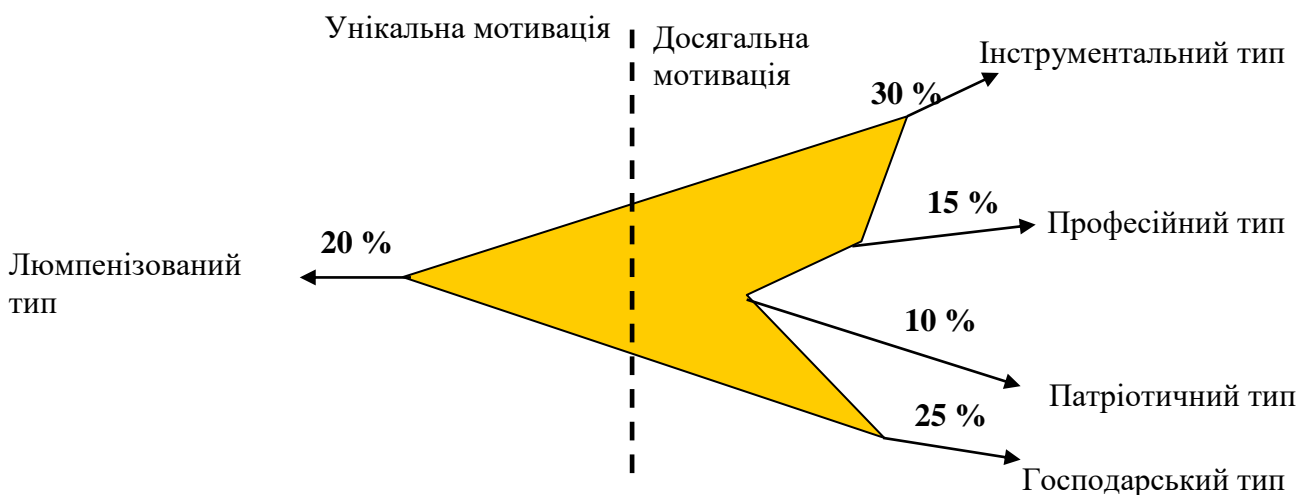 Унікальна мотивація
Досягальна
мотивація
Інструментальний тип
30 %
15 %
Професійний тип
20 %
Люмпенізований
тип
10 %
Патріотичний тип
25 %
Господарський тип